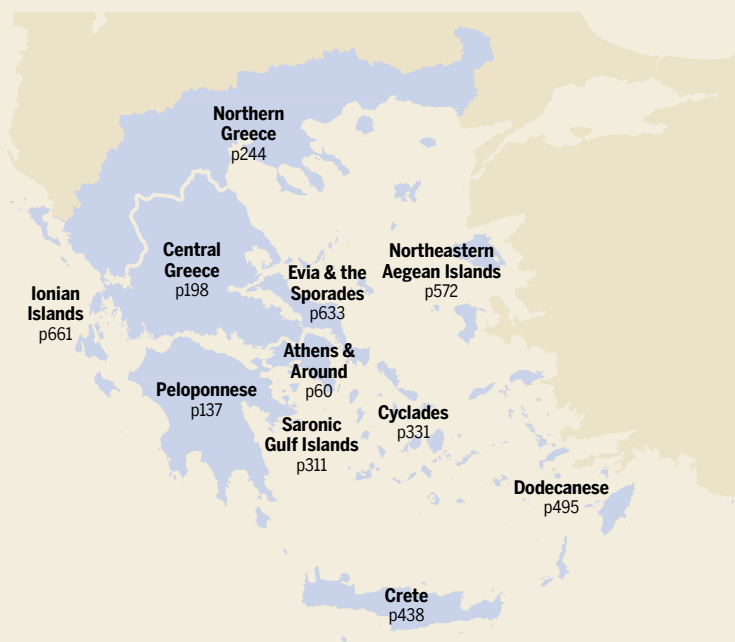 Northern
Greece
p244
Central
Greece
p198
Northeastern
Aegean Islands
p572
Evia & the
Sporades
p633
Ionian
Islands
p661
Athens &
Around
p60
Peloponnese
p137
Cyclades
p331
Saronic
Gulf Islands
p311
Dodecanese
p495
Crete
p438